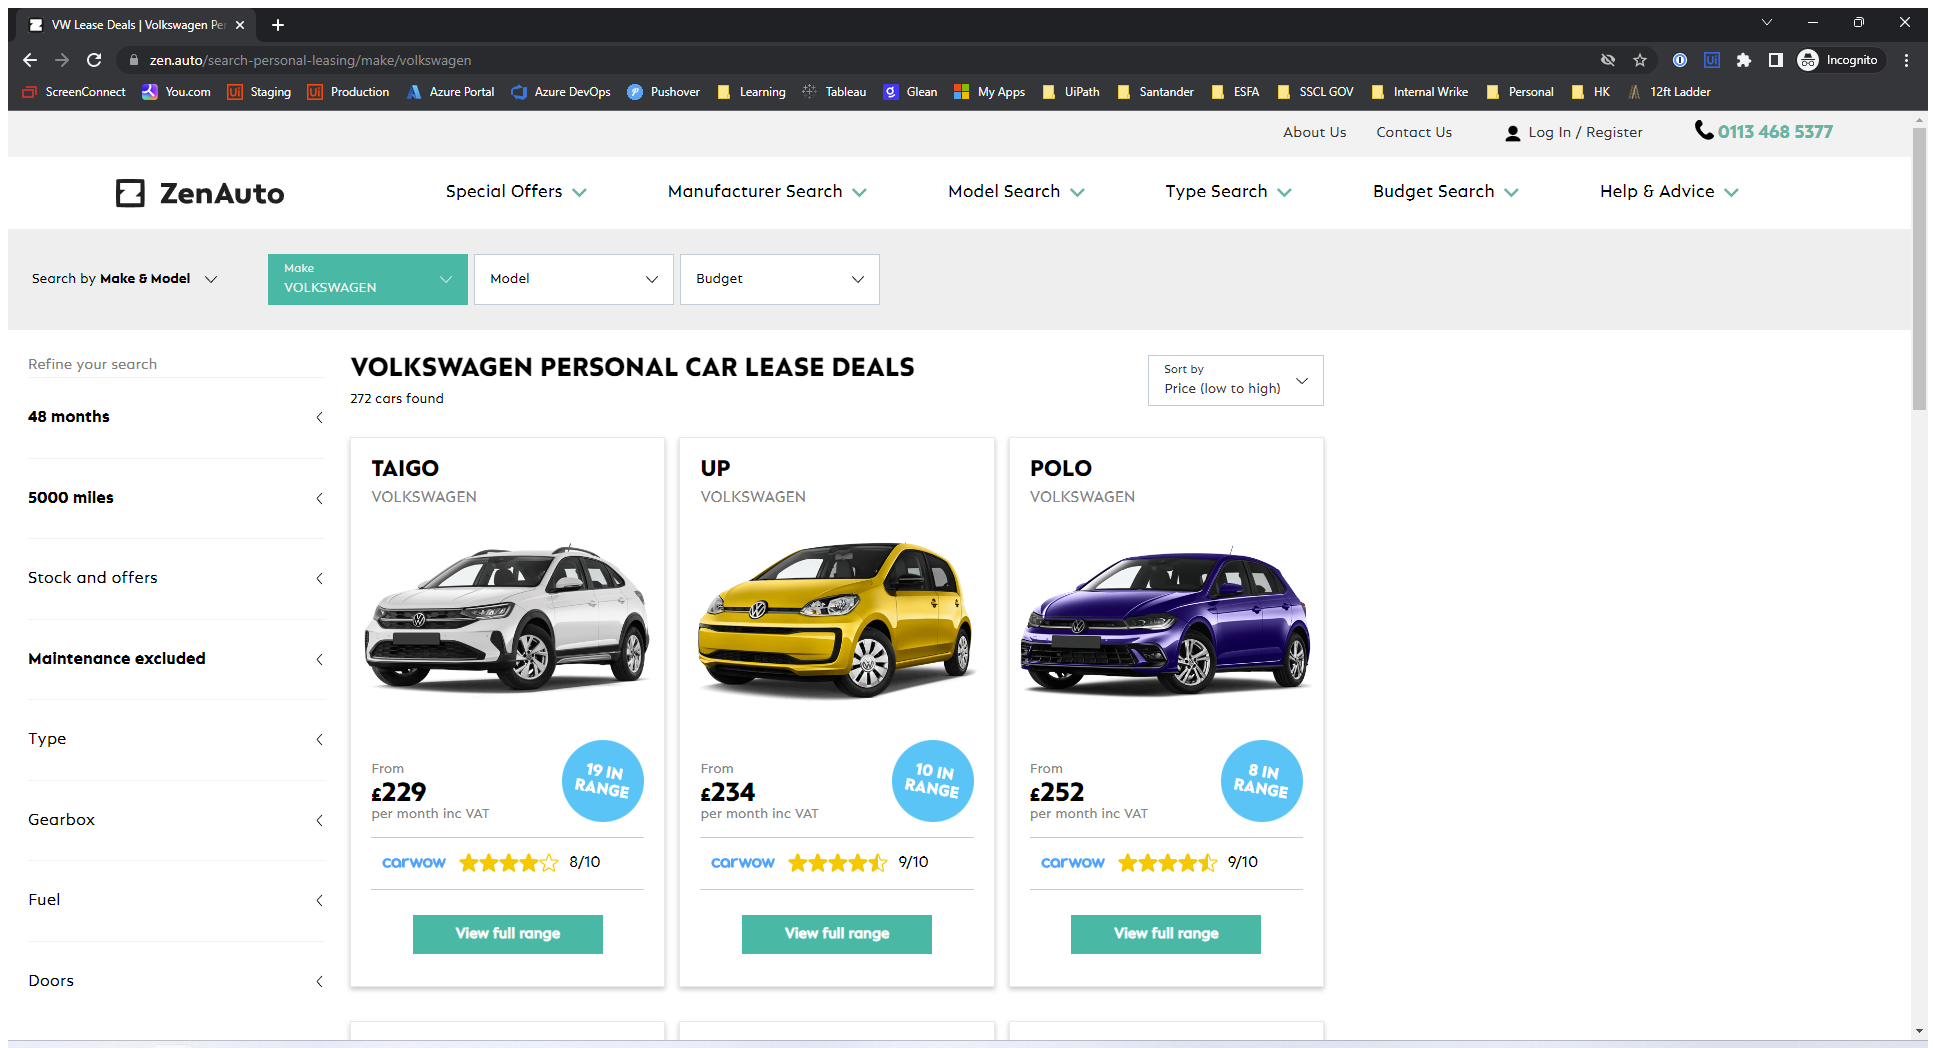 VW Lease Deals | Volkswagen Per
zen.auto/search-personal-leasing/make/volkswagen
Incognito
ScreenConnect
You.com
Staging
Production
Azure Portal
Azure DevOps
Pushover
Learning
Tableau
Glean
My Apps
UiPath
Santander
ESFA
SSCL GOV
Internal Wrike
Personal
HK
12ft Ladder
About Us
Contact Us
Log In / Register
0113 468 5377
ZenAuto
Special Offers
Manufacturer Search
Model Search
Type Search
Budget Search
Help & Advice
Search by Make & Model
Make
VOLKSWAGEN
Model
Budget
Refine your search
48 months
5000 miles
Stock and offers
Maintenance excluded
Type
Gearbox
Fuel
Doors
VOLKSWAGEN PERSONAL CAR LEASE DEALS
272 cars found
Sort by
Price (low to high)
TAIGO
VOLKSWAGEN
From
£229
per month inc VAT
19 IN
RANGE
carwow
8/10
View full range
UP
VOLKSWAGEN
From
£234
per month inc VAT
10 IN
RANGE
carwow
9/10
View full range
POLO
VOLKSWAGEN
From
£252
per month inc VAT
8 IN
RANGE
carwow
9/10
View full range